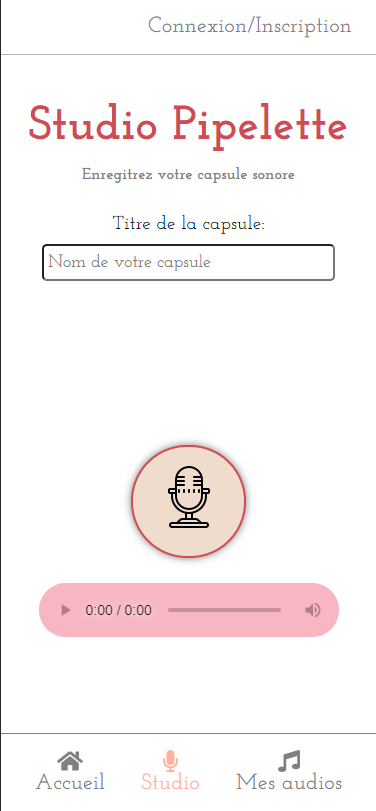 Connexion/Inscription
Studio Pipelette
Enregitrez votre capsule sonore
Titre de la capsule:
Nom de votre capsule
0:00 / 0:00
Accueil Studio Mes audios